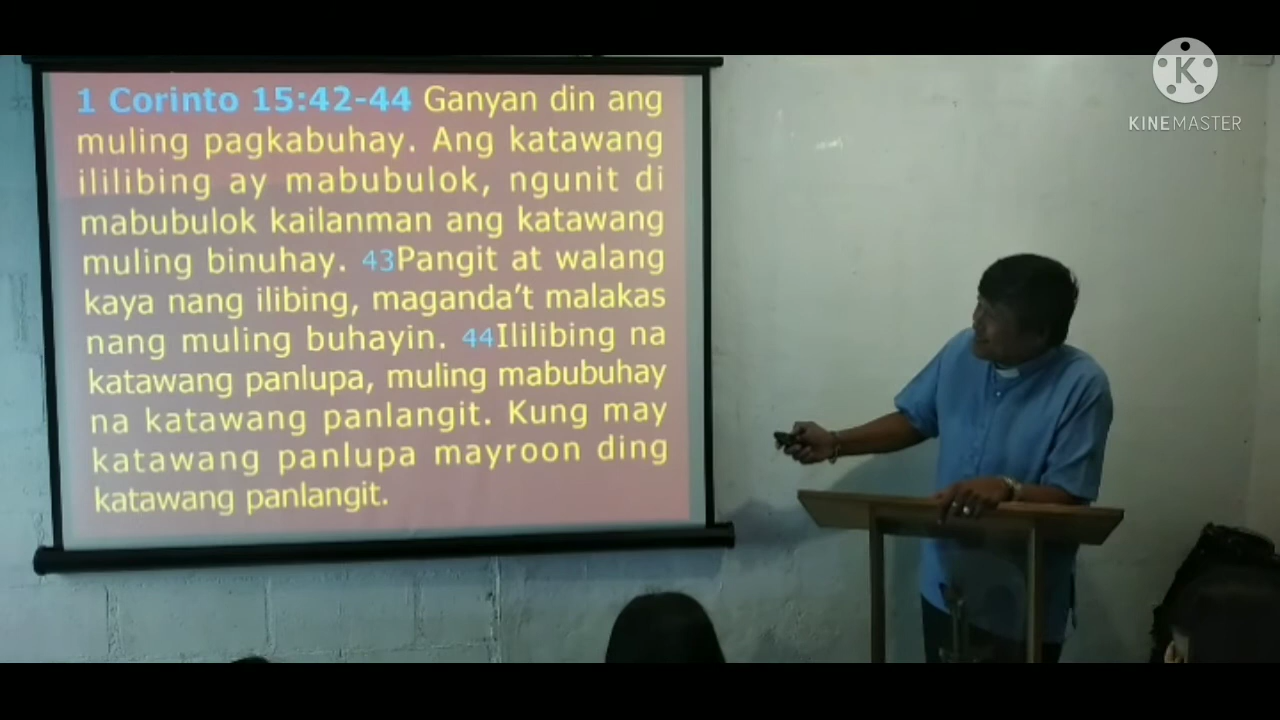 1 Corinto 15:42-44 Ganyan din ang
muling pagkabuhay. Ang katawang
ililibing ay mabubulok, ngunit di
mabubulok kailanman ang katawang
muling binuhay. 43Pangit at walang
kaya nang ilibing, maganda't malakas
nang muling buhayin. 44Ililibing na
katawang panlupa, muling mabubuhay
na katawang panlangit. Kung may
katawang panlupa mayroon ding
katawang panlangit.
K
KINEMASTER